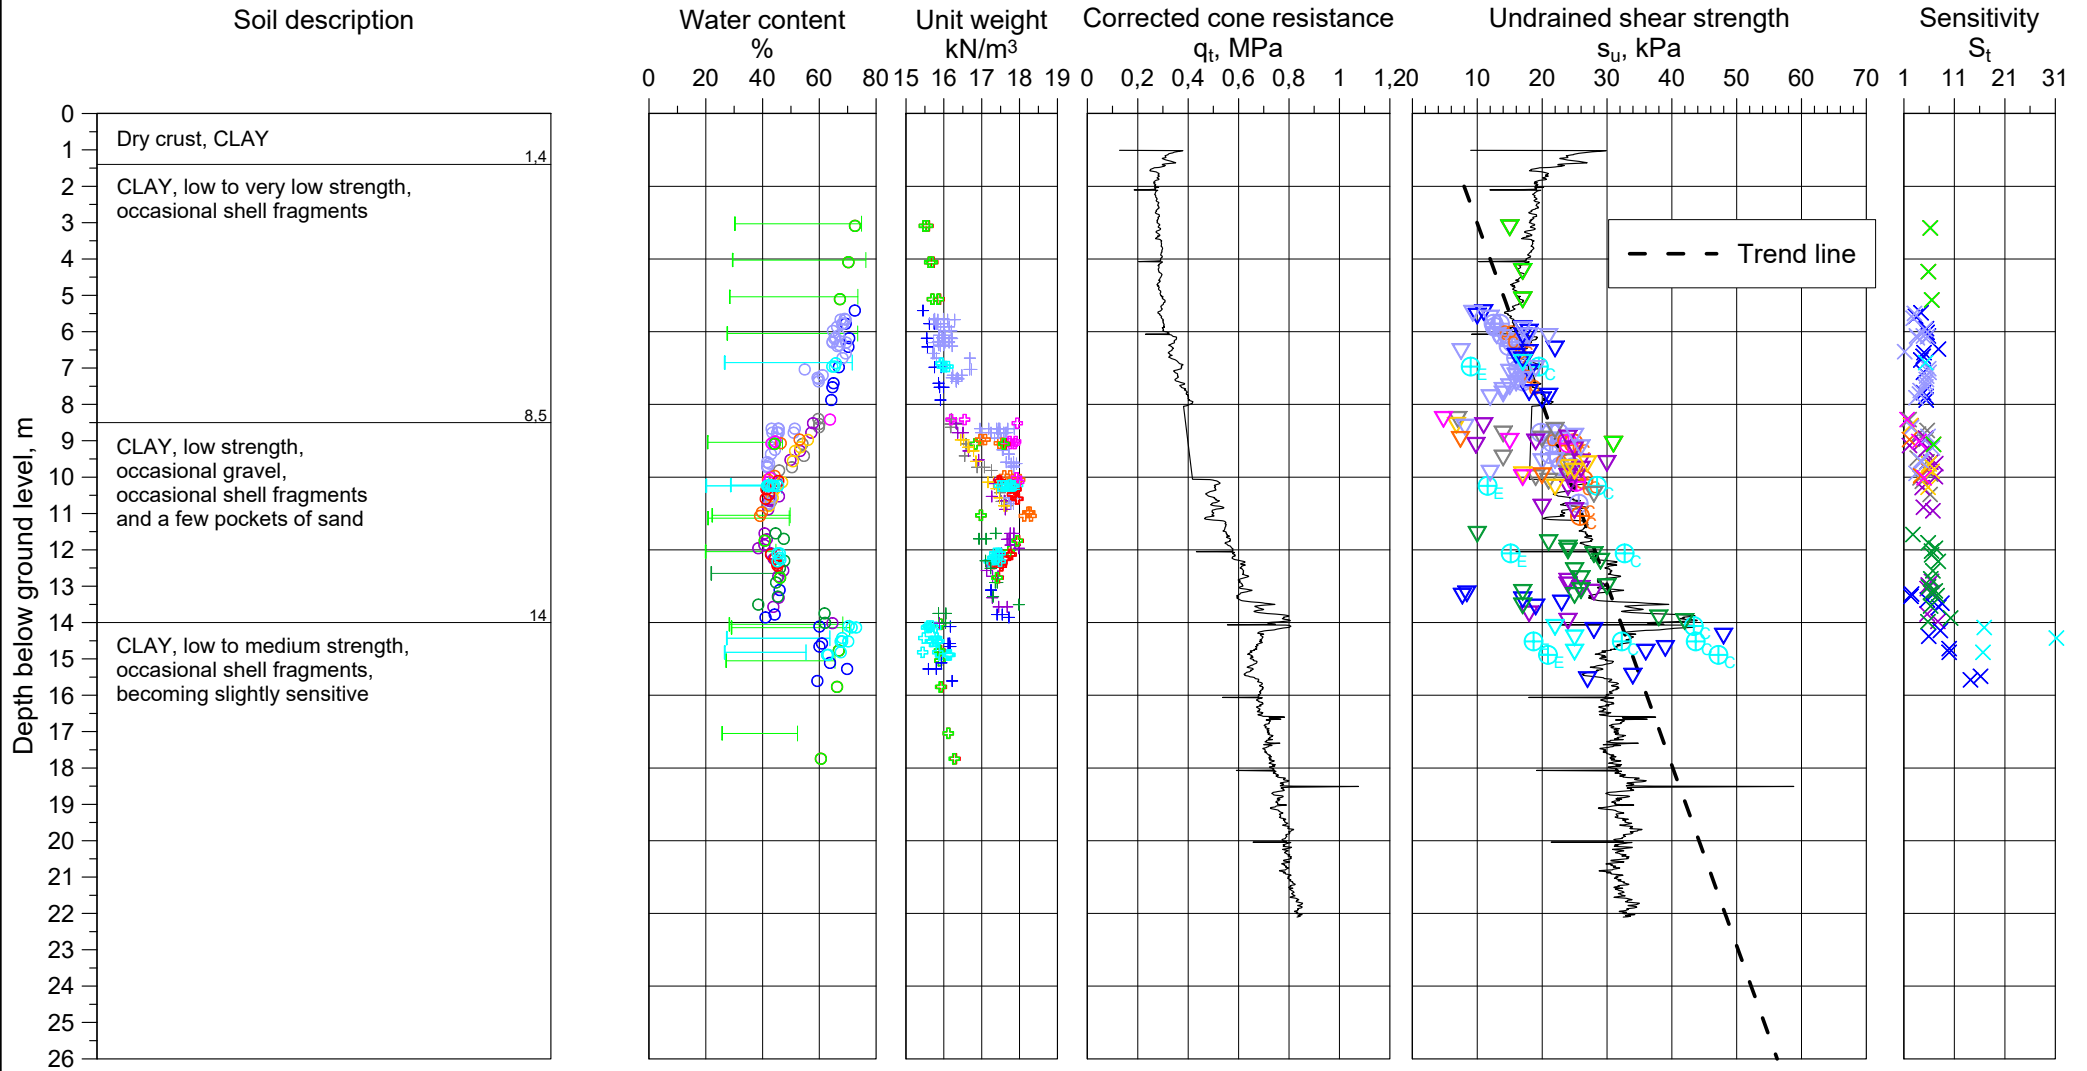 Soil description
Water content
%
Unit weight
kN/m³
Corrected cone resistance
qt, MPa
Undrained shear strength
su, kPa
Sensitivity
St
0 20 40 60 80
15 16 17 18 19
0 0,2 0,4 0,6 0,8 1 1,2
0 10 20 30 40 50 60 70
1 11 21 31
Depth below ground level, m
0
1
2
3
4
5
6
7
8
9
10
11
12
13
14
15
16
17
18
19
20
21
22
23
24
25
26
Dry crust, CLAY
1,4
CLAY, low to very low strength,
occasional shell fragments
8,5
CLAY, low strength,
occasional gravel,
occasional shell fragments
and a few pockets of sand
14
CLAY, low to medium strength,
occasional shell fragments,
becoming slightly sensitive
Trend line
E
C
E
C
C
E
C
C
C
C
E
C